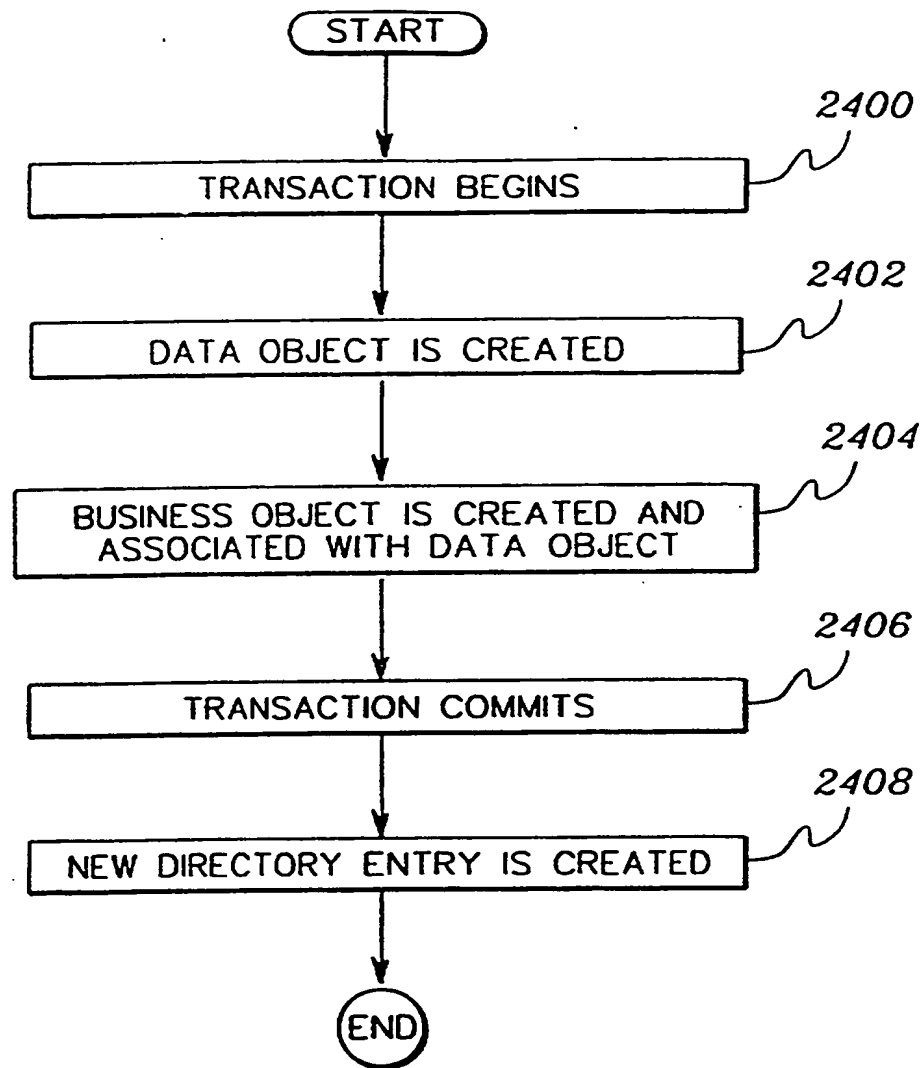 START
2400
TRANSACTION BEGINS
2402
DATA OBJECT IS CREATED
2404
BUSINESS OBJECT IS CREATED AND
ASSOCIATED WITH DATA OBJECT
2406
TRANSACTION COMMITS
2408
NEW DIRECTORY ENTRY IS CREATED
END